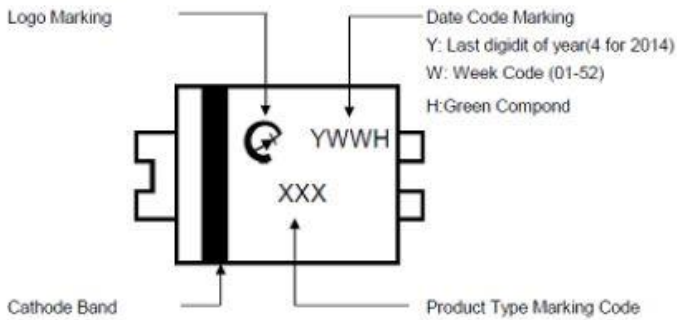 Logo Marking
Date Code Marking
Y: Last digidit of year(4 for 2014)
W: Week Code (01-52)
H:Green Compond
YWWH
XXX
Cathode Band
Product Type Marking Code